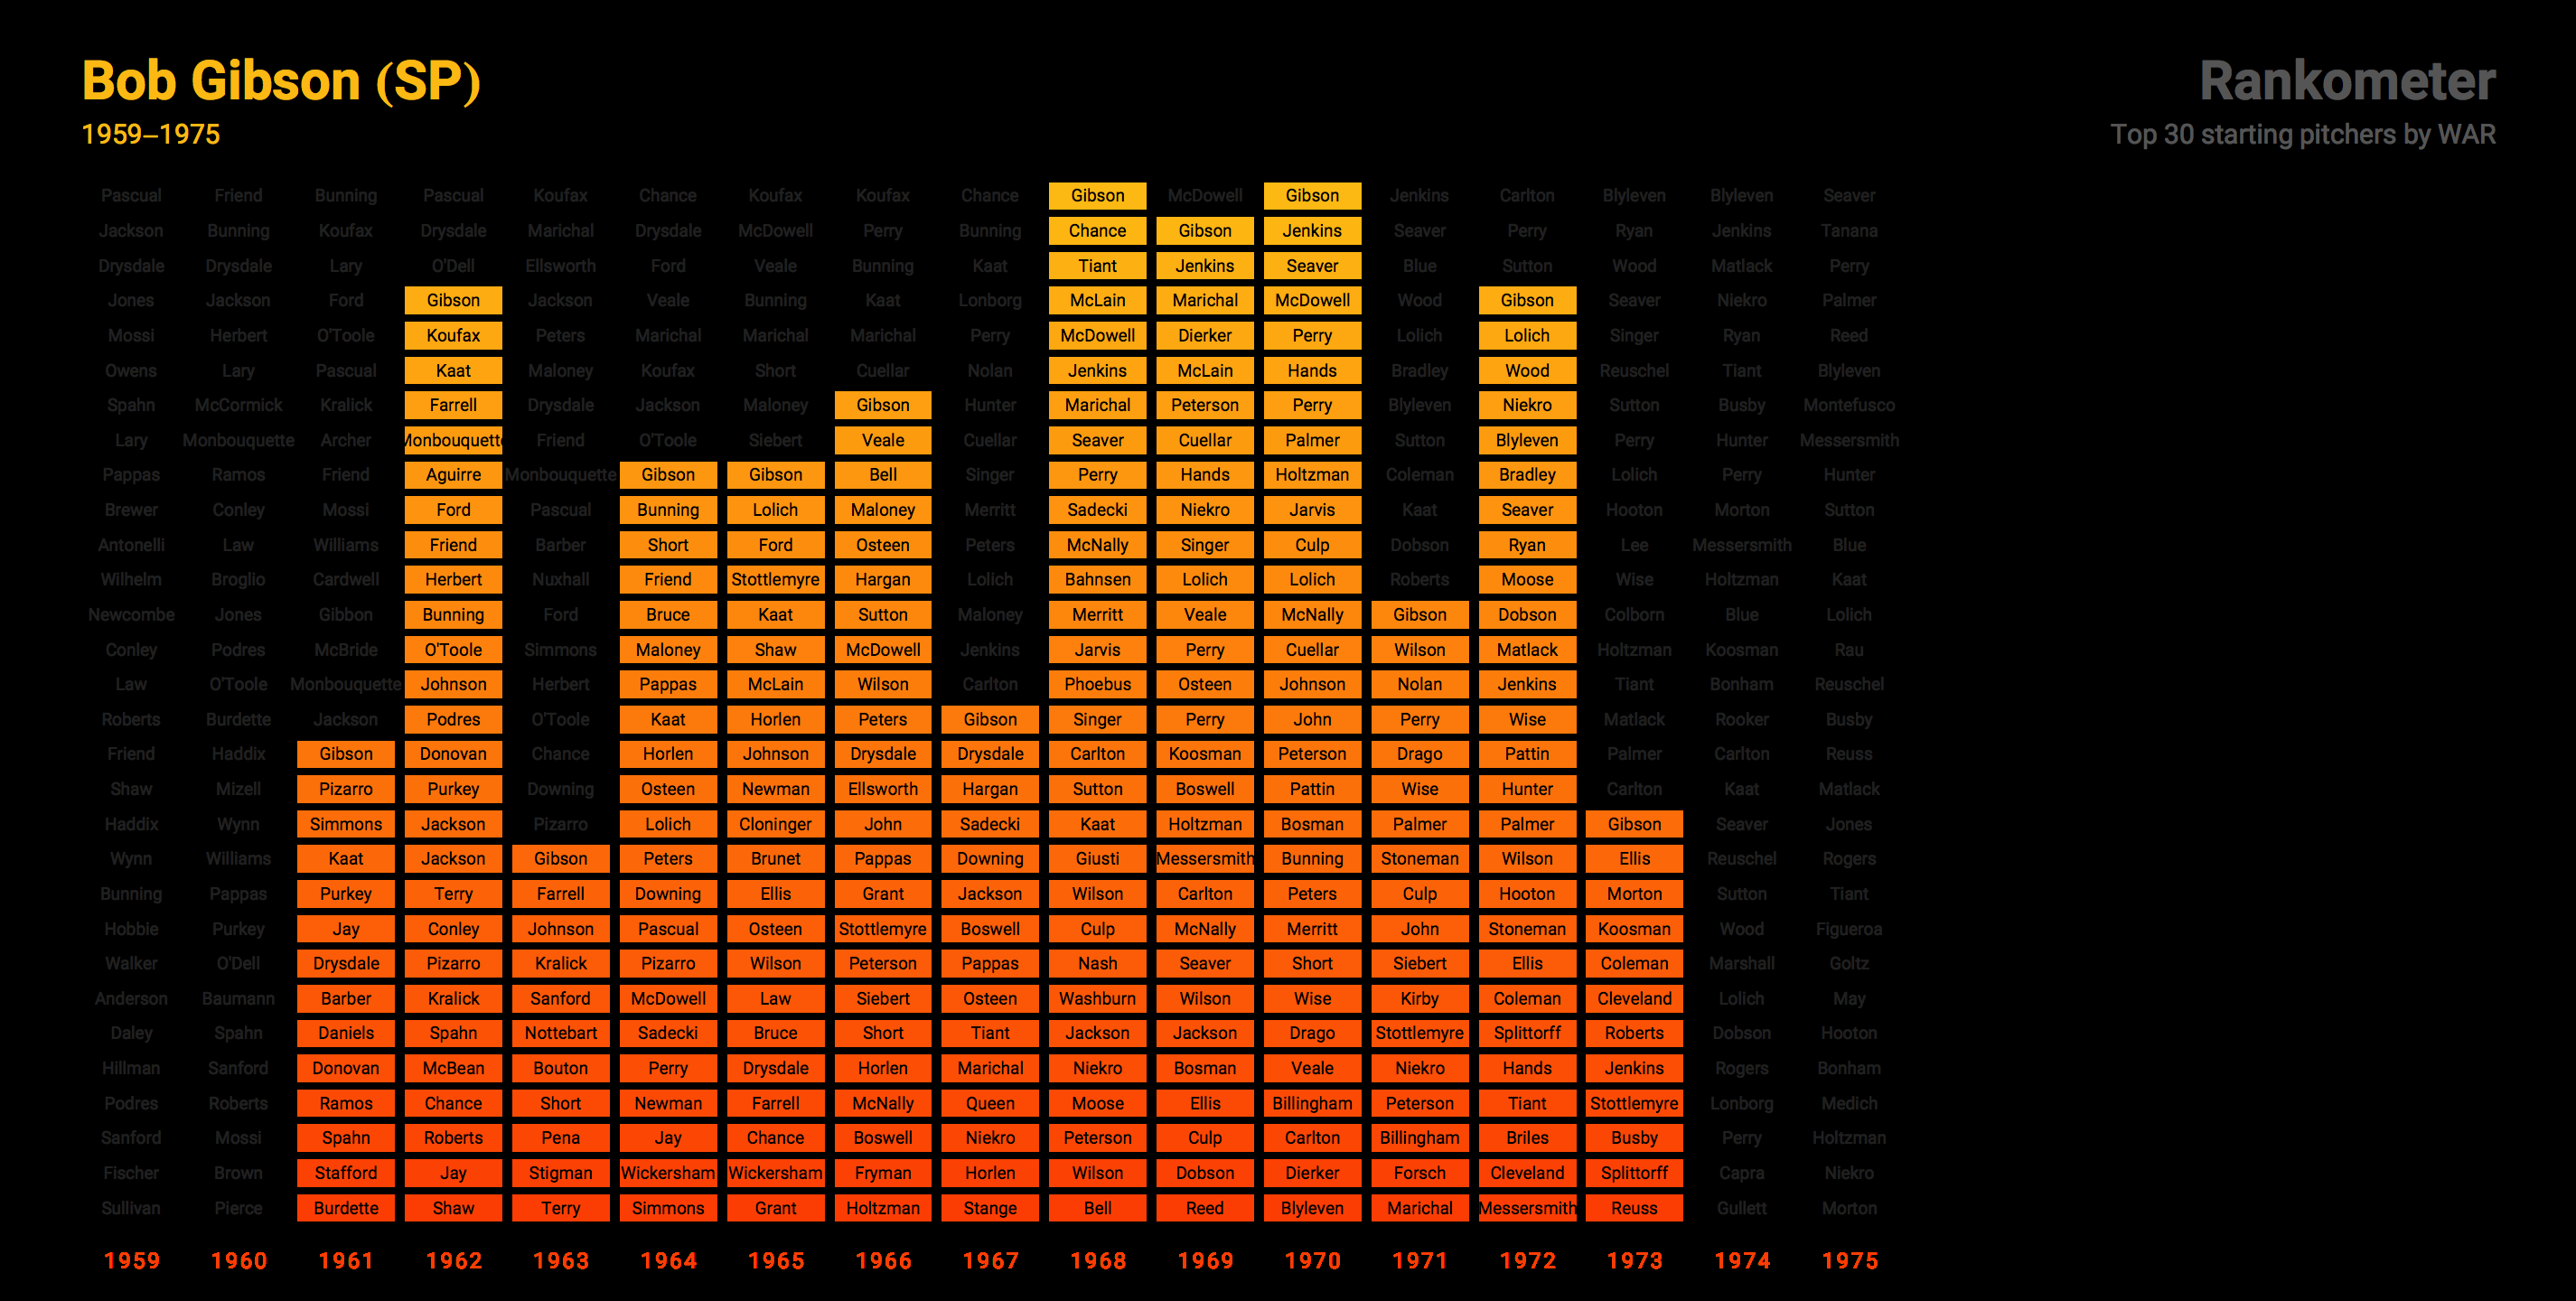 Bob Gibson (SP)
1959–1975
Rankometer
Top 30 starting pitchers by WAR
Pascual Friend Bunning Pascual Koufax Chance Koufax Koufax Chance Gibson McDowell Gibson Jenkins Carlton Blyleven Blyleven Seaver
Jackson Bunning Koufax Drysdale Marichal Drysdale McDowell Perry Bunning Chance Gibson Jenkins Seaver Perry Ryan Jenkins Tanana
Drysdale Drysdale Lary O'Dell Ellsworth Ford Veale Bunning Kaat Tiant Jenkins Seaver Blue Sutton Wood Matlack Perry
Jones Jackson Ford Gibson Jackson Veale Bunning Kaat Lonborg McLain Marichal McDowell Wood Gibson Seaver Niekro Palmer
Mossi Herbert O'Toole Koufax Peters Marichal Marichal Marichal Perry McDowell Dierker Perry Lolich Lolich Singer Ryan Reed
Owens Lary Pascual Kaat Maloney Koufax Short Cuellar Nolan Jenkins McLain Hands Bradley Wood Reuschel Tiant Blyleven
Spahn McCormick Kralick Farrell Drysdale Jackson Maloney Gibson Hunter Marichal Peterson Perry Blyleven Niekro Sutton Busby Montefusco
Lary Monbouquette Archer Monbouquette Friend O'Toole Siebert Veale Cuellar Seaver Cuellar Palmer Sutton Blyleven Perry Hunter Messersmith
Pappas Ramos Friend Aguirre Monbouquette Gibson Gibson Bell Singer Perry Hands Holtzman Coleman Bradley Lolich Perry Hunter
Brewer Conley Mossi Ford Pascual Bunning Lolich Maloney Merritt Sadecki Niekro Jarvis Kaat Seaver Hooton Morton Sutton
Antonelli Law Williams Friend Barber Short Ford Osteen Peters McNally Singer Culp Dobson Ryan Lee Messersmith Blue
Wilhelm Broglio Cardwell Herbert Nuxhall Friend Stottlemyre Hargan Lolich Bahnsen Lolich Lolich Roberts Moose Wise Holtzman Kaat
Newcombe Jones Gibbon Bunning Ford Bruce Kaat Sutton Maloney Merritt Veale McNally Gibson Dobson Colborn Blue Lolich
Conley Podres McBride O'Toole Simmons Maloney Shaw McDowell Jenkins Jarvis Perry Cuellar Wilson Matlack Holtzman Koosman Rau
Law O'Toole Monbouquette Johnson Herbert Pappas McLain Wilson Carlton Phoebus Osteen Johnson Nolan Jenkins Tiant Bonham Reuschel
Roberts Burdette Jackson Podres O'Toole Kaat Horlen Peters Gibson Singer Perry John Perry Wise Matlack Rooker Busby
Friend Haddix Gibson Donovan Chance Horlen Johnson Drysdale Drysdale Carlton Koosman Peterson Drago Pattin Palmer Carlton Reuss
Shaw Mizell Pizarro Purkey Downing Osteen Newman Ellsworth Hargan Sutton Boswell Pattin Wise Hunter Carlton Kaat Matlack
Haddix Wynn Simmons Jackson Pizarro Lolich Cloninger John Sadecki Kaat Holtzman Bosman Palmer Palmer Gibson Seaver Jones
Wynn Williams Kaat Jackson Gibson Peters Brunet Pappas Downing Giusti Messersmith Bunning Stoneman Wilson Ellis Reuschel Rogers
Bunning Pappas Purkey Terry Farrell Downing Ellis Grant Jackson Wilson Carlton Peters Culp Hooton Morton Sutton Tiant
Hobbie Purkey Jay Conley Johnson Pascual Osteen Stottlemyre Boswell Culp McNally Merritt John Stoneman Koosman Wood Figueroa
Walker O'Dell Drysdale Pizarro Kralick Pizarro Wilson Peterson Pappas Nash Seaver Short Siebert Ellis Coleman Marshall Goltz
Anderson Baumann Barber Kralick Sanford McDowell Law Siebert Osteen Washburn Wilson Wise Kirby Coleman Cleveland Lolich May
Daley Spahn Daniels Spahn Nottebart Sadecki Bruce Short Tiant Jackson Jackson Drago Stottlemyre Splittorff Roberts Dobson Hooton
Hillman Sanford Donovan McBean Bouton Perry Drysdale Horlen Marichal Niekro Bosman Veale Niekro Hands Jenkins Rogers Bonham
Podres Roberts Ramos Chance Short Newman Farrell McNally Queen Moose Ellis Billingham Peterson Tiant Stottlemyre Lonborg Medich
Sanford Mossi Spahn Roberts Pena Jay Chance Boswell Niekro Peterson Culp Carlton Billingham Briles Busby Perry Holtzman
Fischer Brown Stafford Jay Stigman Wickersham Wickersham Fryman Horlen Wilson Dobson Dierker Forsch Cleveland Splittorff Capra Niekro
Sullivan Pierce Burdette Shaw Terry Simmons Grant Holtzman Stange Bell Reed Blyleven Marichal Messersmith Reuss Gullett Morton
1959 1960 1961 1962 1963 1964 1965 1966 1967 1968 1969 1970 1971 1972 1973 1974 1975